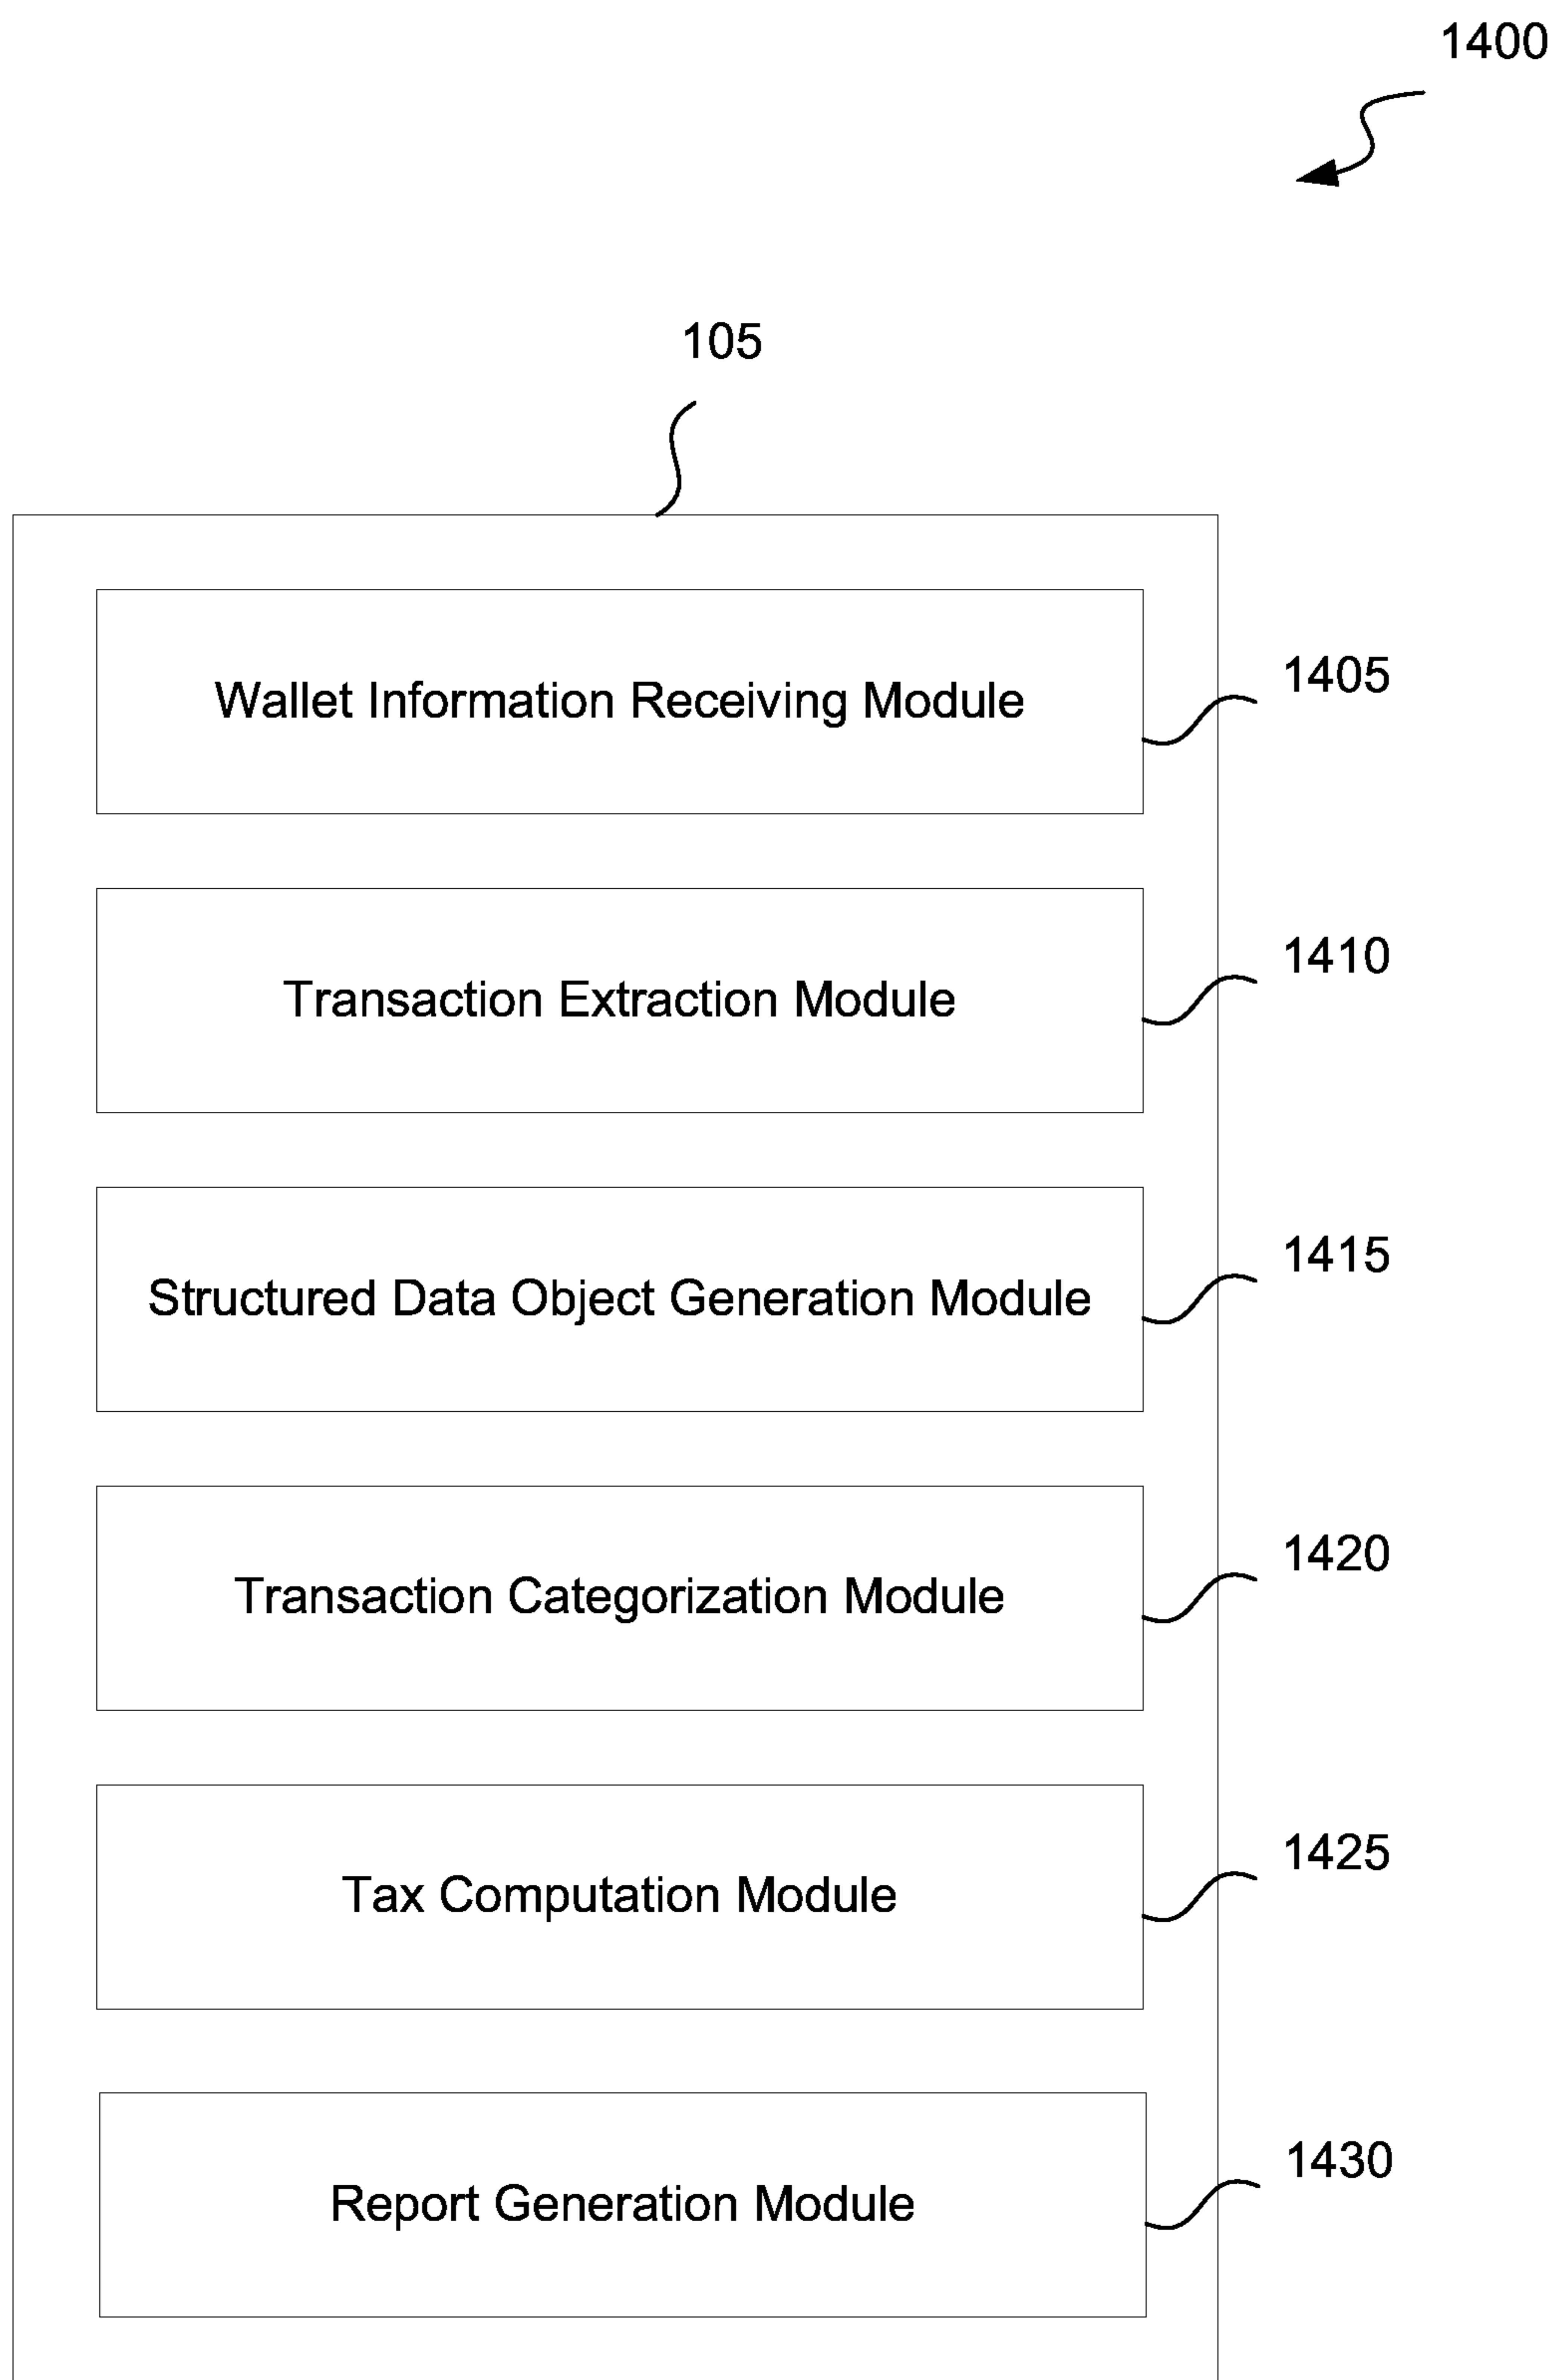 1400
105
Wallet Information Receiving Module
1405
Transaction Extraction Module
1410
Structured Data Object Generation Module
1415
Transaction Categorization Module
1420
Tax Computation Module
1425
Report Generation Module
1430